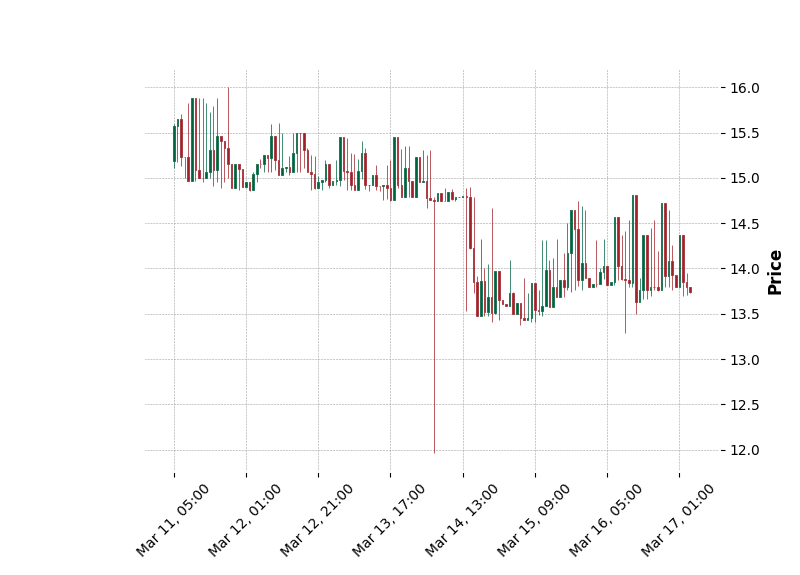 16.0
15.5
15.0
14.5
14.0
13.5
13.0
12.5
12.0
Price
Mar 11, 05:00
Mar 12, 01:00
Mar 12, 21:00
Mar 13, 17:00
Mar 14, 13:00
Mar 15, 09:00
Mar 16, 05:00
Mar 17, 01:00